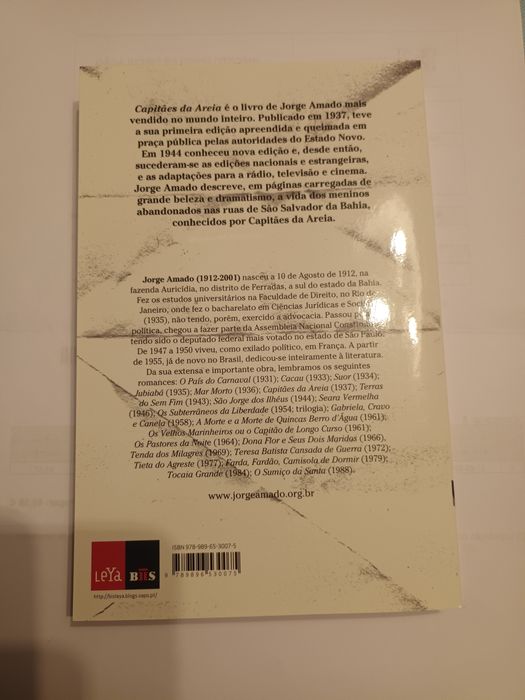 Capitães da Areia é o livro de Jorge Amado mais
vendido no mundo inteiro. Publicado em 1937, teve
a sua primeira edição apreendida e queimada em
praça pública pelas autoridades do Estado Novo.
Em 1944 conheceu nova edição e, desde então,
sucederam-se as edições nacionais e estrangeiras,
e as adaptações para a rádio, televisão e cinema.
Jorge Amado descreve, em páginas carregadas de
grande beleza e dramatismo, a vida dos meninos
abandonados nas ruas de São Salvador da Bahia,
conhecidos por Capitães da Areia.
Jorge Amado (1912-2001) nasceu a 10 de Agosto de 1912, na
fazenda Auricídia, no distrito de Ferradas, a sul do estado da Bahia.
Fez os estudos universitários na Faculdade de Direito, no Rio de
Janeiro, onde fez o bacharelato em Ciências Jurídicas e Sociais
(1935), não tendo, porém, exercido a advocacia. Passou pela
política, chegou a fazer parte da Assembleia Nacional Constituinte,
tendo sido o deputado federal mais votado no estado de São Paulo.
De 1947 a 1950 viveu, como exilado político, em França. A partir
de 1955, já de novo no Brasil, dedicou-se inteiramente à literatura.
Da sua extensa e importante obra, lembramos os seguintes
romances: O País do Carnaval (1931); Cacau (1933); Suor (1934);
Jubiabá (1935); Mar Morto (1936); Capitães da Areia (1937); Terras
do Sem Fim (1943); São Jorge dos Ilhéus (1944); Seara Vermelha
(1946); Os Subterrâneos da Liberdade (1954; trilogia); Gabriela, Cravo
e Canela (1958); A Morte e a Morte de Quincas Berro d'Água (1961);
Os Velhos Marinheiros ou o Capitão de Longo Curso (1961);
Os Pastores da Noite (1964); Dona Flor e Seus Dois Maridos (1966),
Tenda dos Milagres (1969); Teresa Batista Cansada de Guerra (1972);
Tieta do Agreste (1977); Farda, Fardão, Camisola de Dormir (1979);
Tocaia Grande (1984); O Sumiço da Santa (1988).
www.jorgeamado.org.br
ISBN 978-989-653-007-5
9 789896 530075
LeYa
BIS
http://bisleya.blogs.sapo.pt/